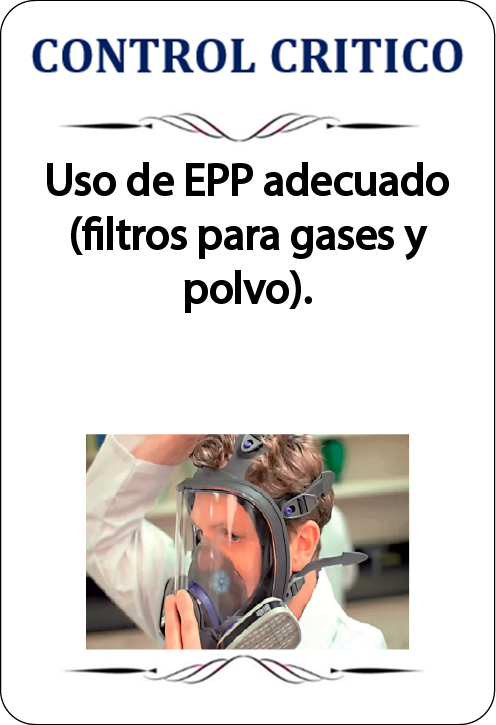 CONTROL CRITICO
Uso de EPP adecuado
(filtros para gases y
polvo).